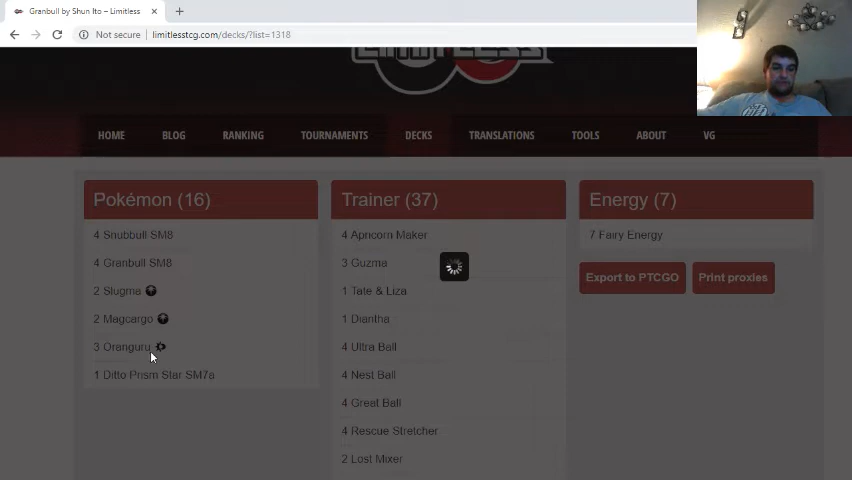 Granbull by Shun Ito – Limitless
Not secure limitlesstcg.com/decks/?list=1318
LIMITLESS
HOME BLOG RANKING TOURNAMENTS DECKS TRANSLATIONS TOOLS ABOUT VG
Pokémon (16)
4 Snubbull SM8
4 Granbull SM8
2 Slugma
2 Magcargo
3 Oranguru
1 Ditto Prism Star SM7a
Trainer (37)
4 Apricorn Maker
3 Guzma
1 Tate & Liza
1 Diantha
4 Ultra Ball
4 Nest Ball
4 Great Ball
4 Rescue Stretcher
2 Lost Mixer
Energy (7)
7 Fairy Energy
Export to PTCGO Print proxies